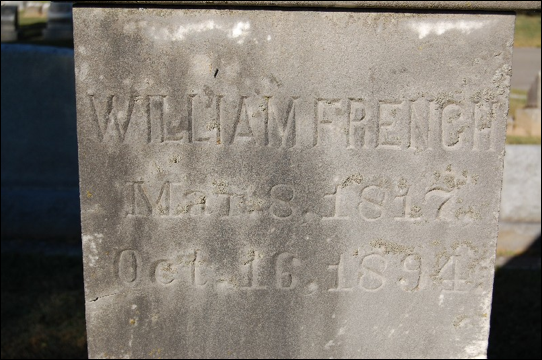 WILLIAM FRENCH
Mar. 8. 1817.
Oct. 16. 1894.